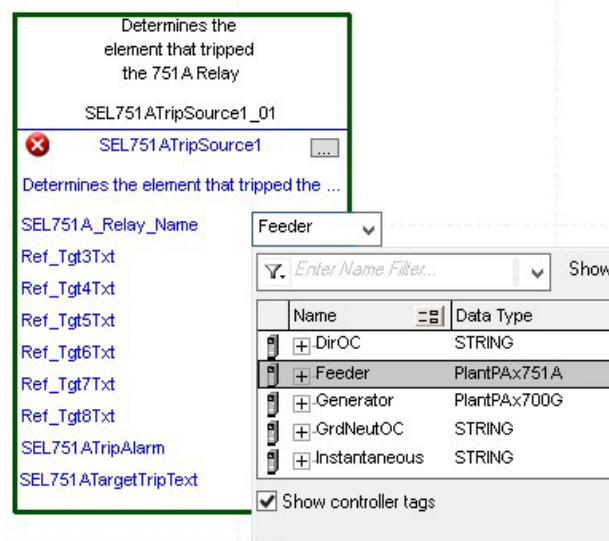 Determines the
element that tripped
the 751A Relay
SEL751ATripSource1_01
SEL751ATripSource1 ...
Determines the element that tripped the ...
SEL751A_Relay_Name Feeder
Ref_Tgt3Txt
Enter Name Filter... Show
Ref_Tgt4Txt
Name Data Type
Ref_Tgt5Txt
DirOC STRING
Ref_Tgt6Txt
Feeder PlantPAx751A
Ref_Tgt7Txt
Generator PlantPAx700G
Ref_Tgt8Txt
GrdNeutOC STRING
SEL751ATripAlarm
Instantaneous STRING
SEL751ATargetTripText
Show controller tags